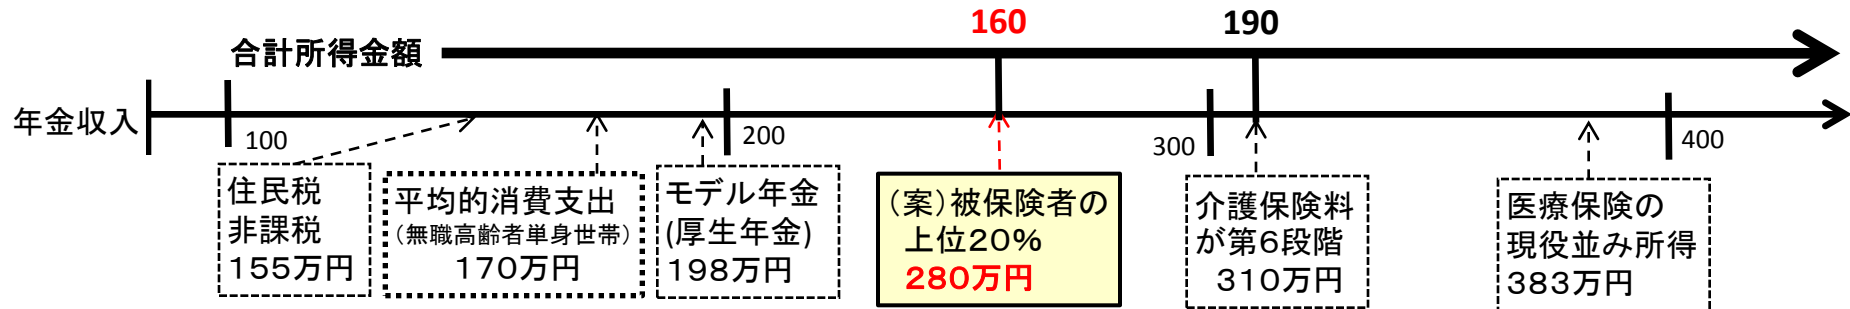 160
190
合計所得金額
年金収入
100
200
300
400
住民税
非課税
155万円
平均的消費支出
（無職高齢者単身世帯）
170万円
モデル年金
(厚生年金)
198万円
（案）被保険者の
上位20%
280万円
介護保険料
が第6段階
310万円
医療保険の
現役並み所得
383万円